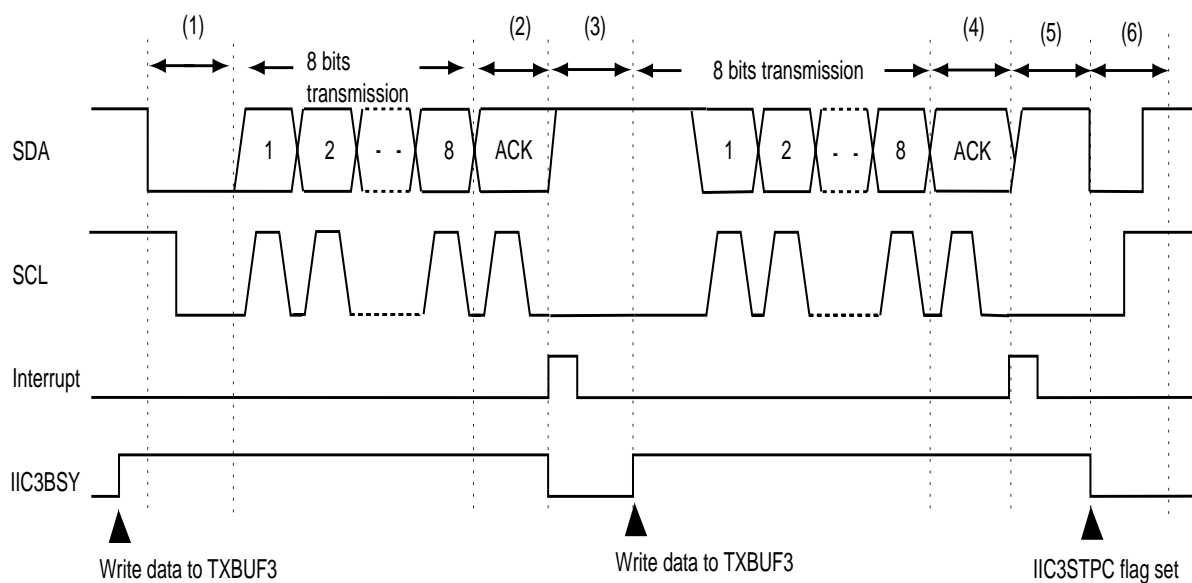 (1) (2) (3) (4) (5) (6)
8 bits
transmission
8 bits transmission
SDA 1 2 - - 8 ACK 1 2 - - 8 ACK
SCL
Interrupt
IIC3BSY
Write data to TXBUF3 Write data to TXBUF3 IIC3STPC flag set